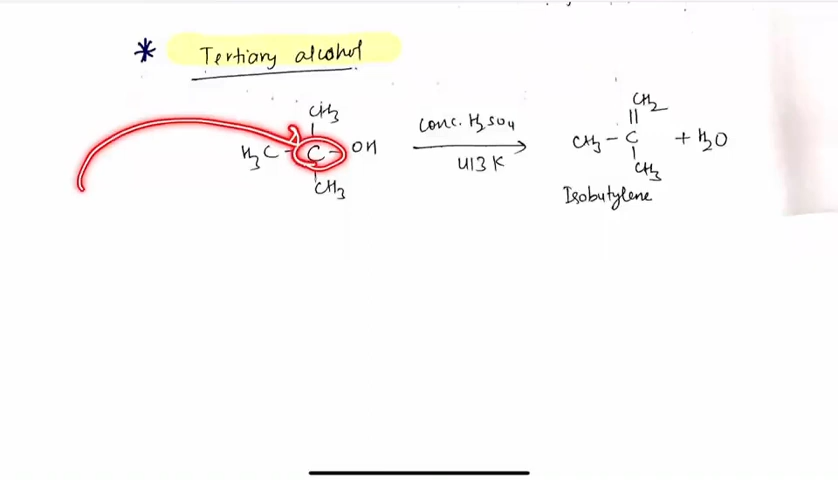 * Tertiary alcohol
CH3
H3C - C - OH
CH3
conc. H2SO4
413 K
CH2
CH3 - C + H2O
CH3
Isobutylene